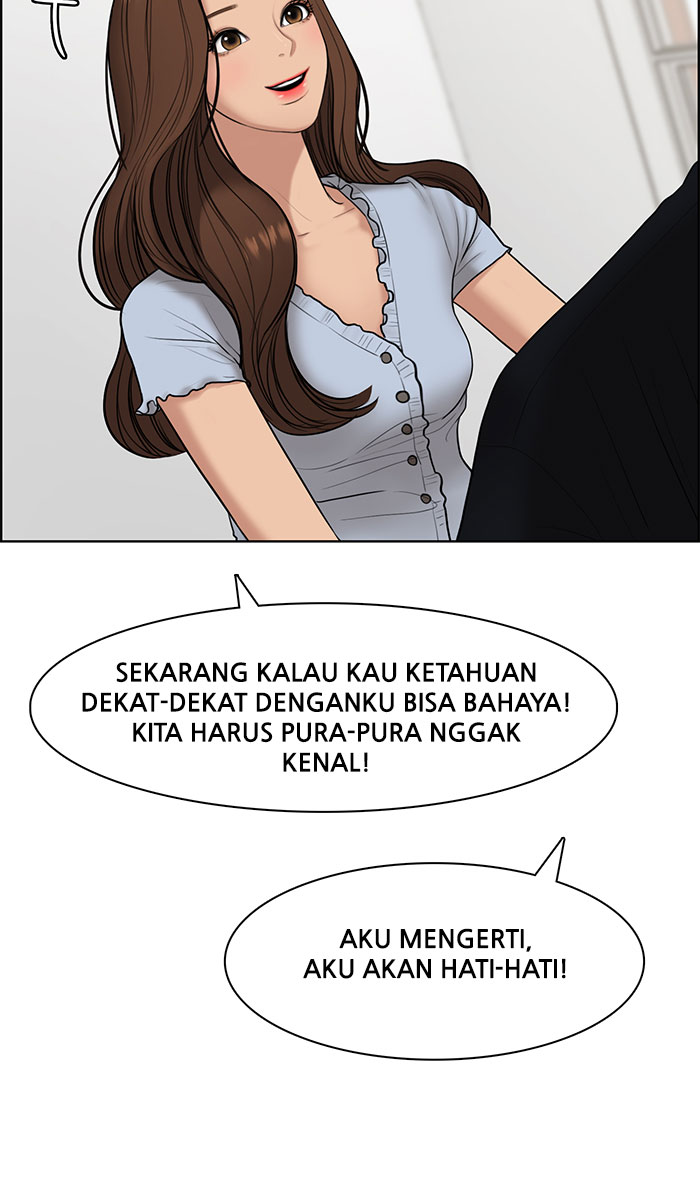 SEKARANG KALAU KAU KETAHUAN
DEKAT-DEKAT DENGANKU BISA BAHAYA!
KITA HARUS PURA-PURA NGGAK
KENAL!
AKU MENGERTI,
AKU AKAN HATI-HATI!